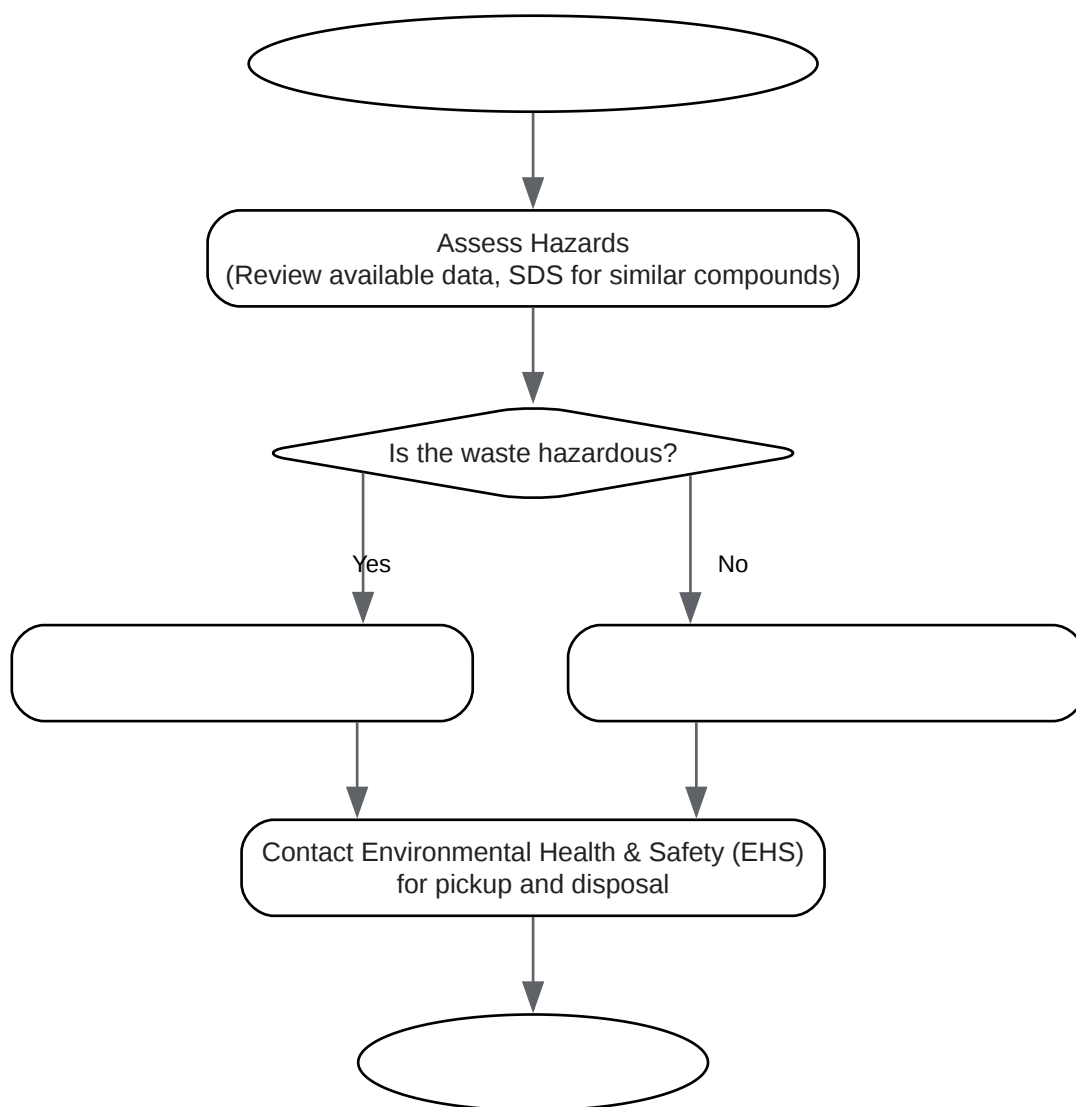 Assess Hazards
(Review available data, SDS for similar compounds)
Is the waste hazardous?
Yes
No
Contact Environmental Health & Safety (EHS)
for pickup and disposal